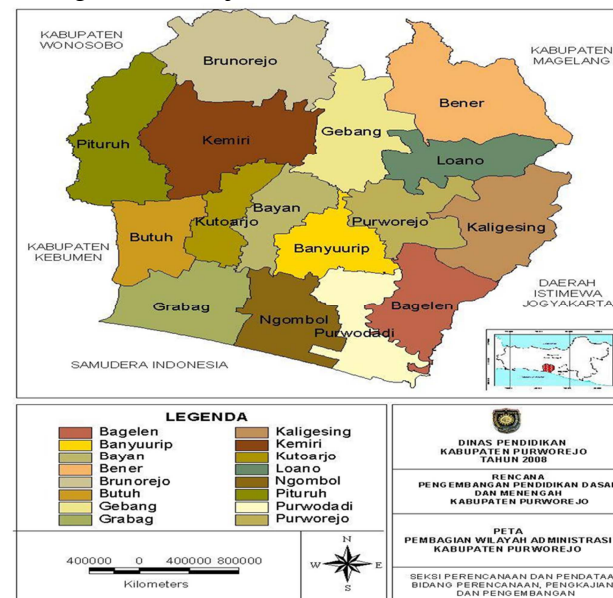 KABUPATEN
WONOSOBO
Brunorejo
KABUPATEN
MAGELANG
Bener
Gebang
Pituruh
Kemiri
Loano
Bayan
Kutoarjo
Purworejo
Kaligesing
Butuh
Banyuurip
KABUPATEN
KEBUMEN
DAERAH
ISTIMEWA
JOGYAKARTA
Grabag
Ngombol
Bagelen
Purwodadi
SAMUDERA INDONESIA
LEGENDA
Bagelen
Banyuurip
Bayan
Bener
Brunorejo
Butuh
Gebang
Grabag
Kaligesing
Kemiri
Kutoarjo
Loano
Ngombol
Pituruh
Purwodadi
Purworejo
400000 0 400000 800000
Kilometers
N
W E
S
DINAS PENDIDIKAN
KABUPATEN PURWOREJO
TAHUN 2008
RENCANA
PENGEMBANGAN PENDIDIKAN DASA
DAN MENENGAH
KABUPATEN PURWOREJO
PETA
PEMBAGIAN WILAYAH ADMINISTRASI
KABUPATEN PURWOREJO
SEKSI PERENCANAAN DAN PENDATAA
BIDANG PERENCANAAN, PENGKAJIAN
DAN PENGEMBANGAN